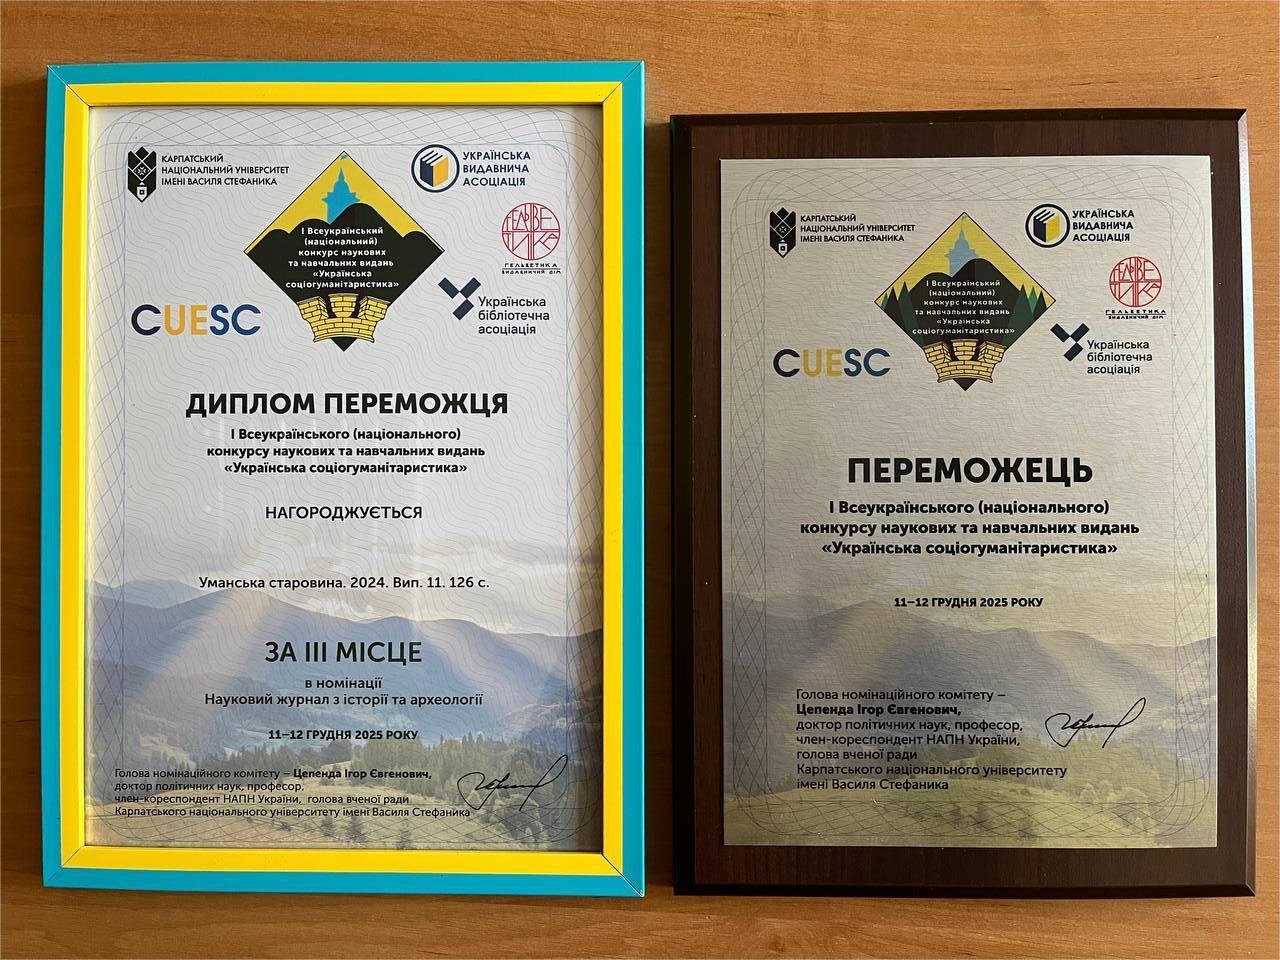 КАРПАТСЬКИЙ
НАЦІОНАЛЬНИЙ УНІВЕРСИТЕТ
ІМЕНІ ВАСИЛЯ СТЕФАНИКА
УКРАЇНСЬКА
ВИДАВНИЧА
АСОЦІАЦІЯ
І Всеукраїнський
(національний)
конкурс наукових
та навчальних видань
«Українська
соціогуманітаристика»
ГЕЛЬВЕТИКА
ГЕЛЬВЕТИКА
ВИДАВНИЧИЙ ДІМ
CUESC
Українська
бібліотечна
асоціація
ДИПЛОМ ПЕРЕМОЖЦЯ
І Всеукраїнського (національного)
конкурсу наукових та навчальних видань
«Українська соціогуманітаристика»
НАГОРОДЖУЄТЬСЯ
Уманська старовина. 2024. Вип. 11. 126 с.
ЗА ІІІ МІСЦЕ
в номінації
Науковий журнал з історії та археології
11–12 ГРУДНЯ 2025 РОКУ
Голова номінаційного комітету – Цепенда Ігор Євгенович,
доктор політичних наук, професор,
член-кореспондент НАПН України, голова вченої ради
Карпатського національного університету імені Василя Стефаника
КАРПАТСЬКИЙ
НАЦІОНАЛЬНИЙ УНІВЕРСИТЕТ
ІМЕНІ ВАСИЛЯ СТЕФАНИКА
УКРАЇНСЬКА
ВИДАВНИЧА
АСОЦІАЦІЯ
І Всеукраїнський
(національний)
конкурс наукових
та навчальних видань
«Українська
соціогуманітаристика»
ГЕЛЬВЕТИКА
ГЕЛЬВЕТИКА
ВИДАВНИЧИЙ ДІМ
CUESC
Українська
бібліотечна
асоціація
ПЕРЕМОЖЕЦЬ
І Всеукраїнського (національного)
конкурсу наукових та навчальних видань
«Українська соціогуманітаристика»
11–12 ГРУДНЯ 2025 РОКУ
Голова номінаційного комітету –
Цепенда Ігор Євгенович,
доктор політичних наук, професор,
член-кореспондент НАПН України,
голова вченої ради
Карпатського національного університету
імені Василя Стефаника